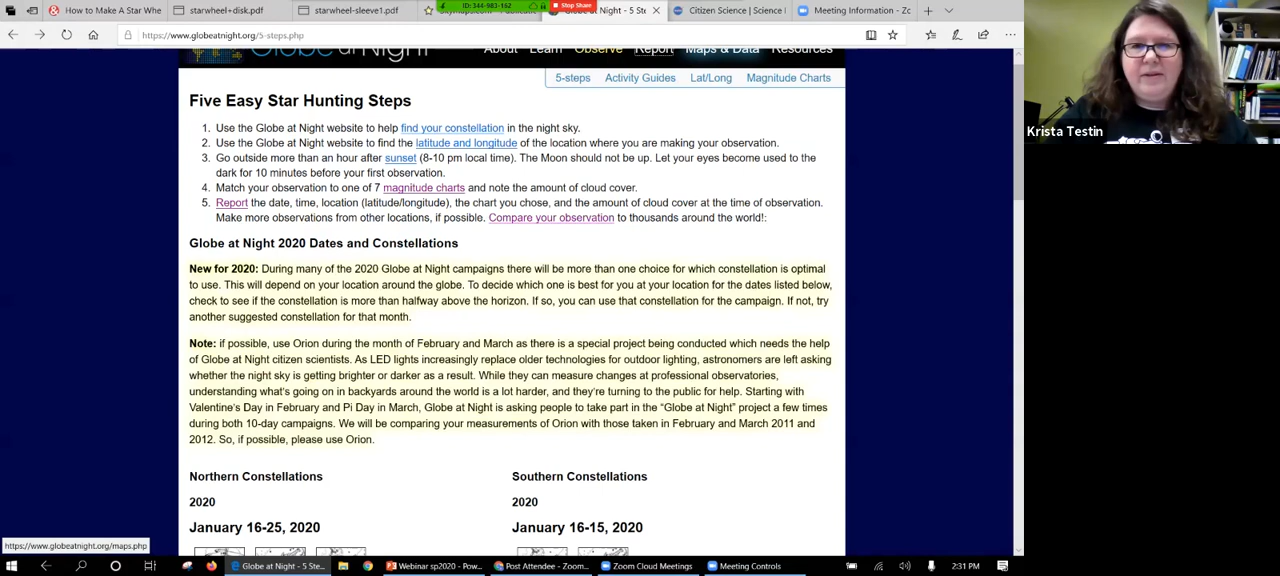 How to Make A Star Whe
starwheel+disk.pdf
starwheel-sleeve1.pdf
ID:344-983-162
Stop Share
Globe at Night - 5 Ste
Citizen Science | Science |
Meeting Information - Zo
https://www.globeatnight.org/5-steps.php
Globe at Night
About Learn Observe Report Maps & Data Resources
5-steps Activity Guides Lat/Long Magnitude Charts
Five Easy Star Hunting Steps
1. Use the Globe at Night website to help find your constellation in the night sky.
2. Use the Globe at Night website to find the latitude and longitude of the location where you are making your observation.
3. Go outside more than an hour after sunset (8-10 pm local time). The Moon should not be up. Let your eyes become used to the
dark for 10 minutes before your first observation.
4. Match your observation to one of 7 magnitude charts and note the amount of cloud cover.
5. Report the date, time, location (latitude/longitude), the chart you chose, and the amount of cloud cover at the time of observation.
Make more observations from other locations, if possible. Compare your observation to thousands around the world!:
Globe at Night 2020 Dates and Constellations
New for 2020: During many of the 2020 Globe at Night campaigns there will be more than one choice for which constellation is optimal
to use. This will depend on your location around the globe. To decide which one is best for you at your location for the dates listed below,
check to see if the constellation is more than halfway above the horizon. If so, you can use that constellation for the campaign. If not, try
another suggested constellation for that month.
Note: if possible, use Orion during the month of February and March as there is a special project being conducted which needs the help
of Globe at Night citizen scientists. As LED lights increasingly replace older technologies for outdoor lighting, astronomers are left asking
whether the night sky is getting brighter or darker as a result. While they can measure changes at professional observatories,
understanding what's going on in backyards around the world is a lot harder, and they're turning to the public for help. Starting with
Valentine's Day in February and Pi Day in March, Globe at Night is asking people to take part in the "Globe at Night" project a few times
during both 10-day campaigns. We will be comparing your measurements of Orion with those taken in February and March 2011 and
2012. So, if possible, please use Orion.
Northern Constellations
Southern Constellations
2020
2020
January 16-25, 2020
January 16-15, 2020
https://www.globeatnight.org/maps.php
Globe at Night - 5 Ste...
Webinar sp2020 - Pow...
Post Attendee - Zoom...
Zoom Cloud Meetings
Meeting Controls
2:31 PM
Krista Testin